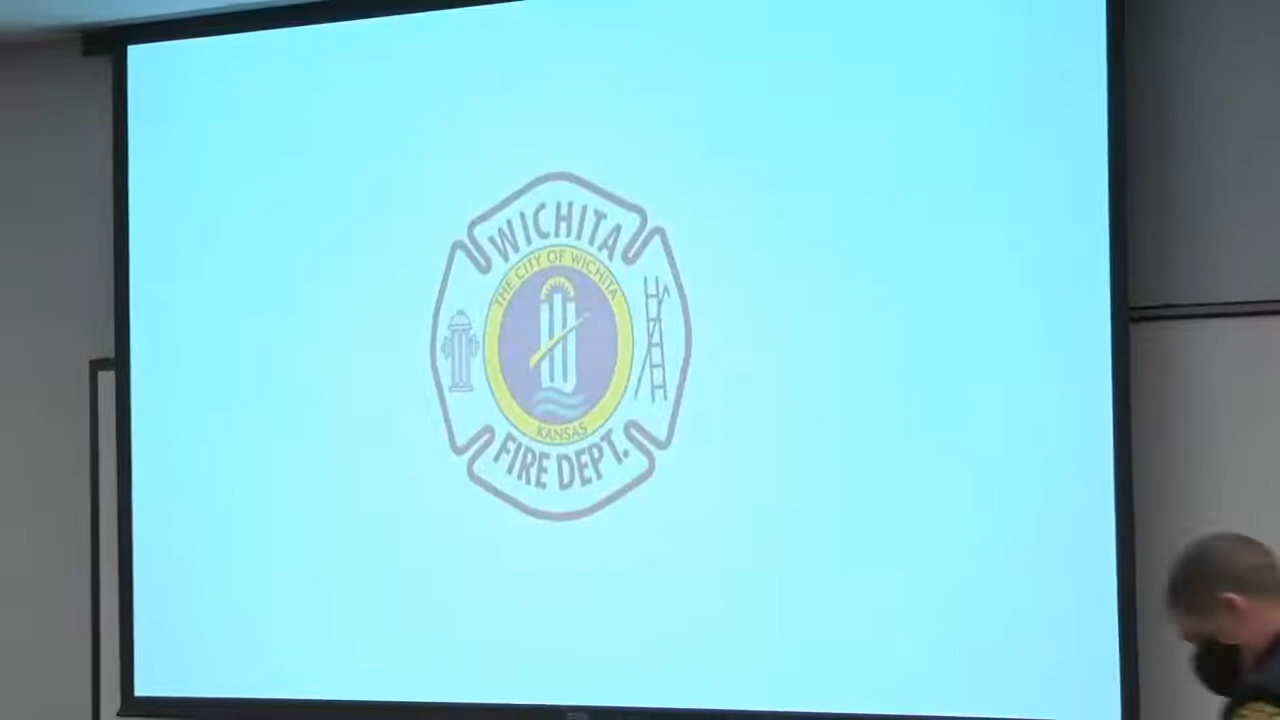 WICHITA
THE CITY OF WICHITA
KANSAS
FIRE DEPT.